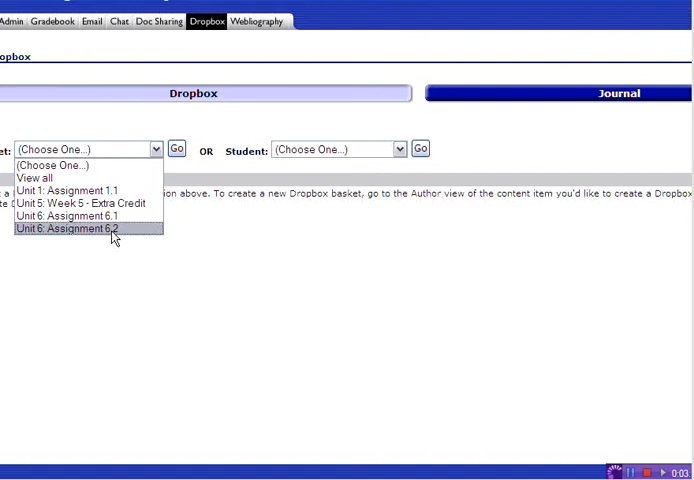 Admin Gradebook Email Chat Doc Sharing Dropbox Webliography
opbox
Dropbox Journal
et: (Choose One...) Go OR Student: (Choose One...) Go
(Choose One...)
View all
Unit 1: Assignment 1.1
Unit 5: Week 5 - Extra Credit
Unit 6: Assignment 6.1
Unit 6: Assignment 6.2
t a ion above. To create a new Dropbox basket, go to the Author view of the content item you'd like to create a Dropbox
te D
0:03